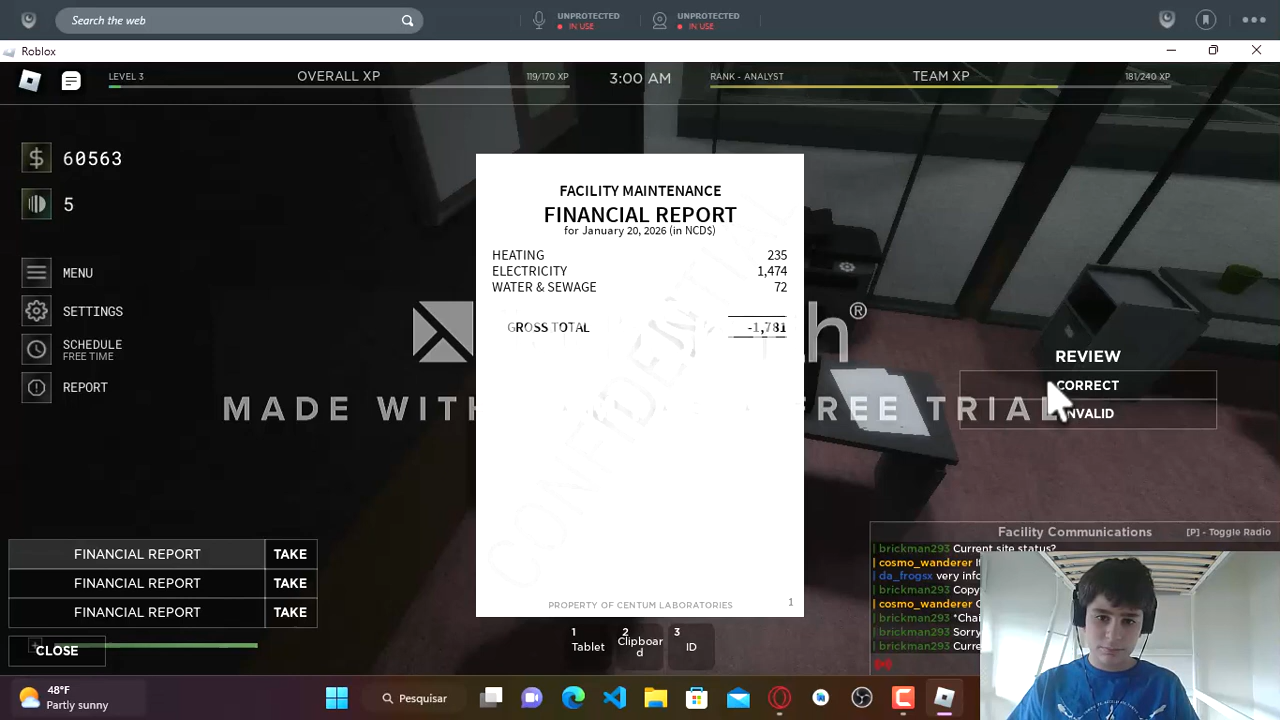 Search the web
UNPROTECTED
IN USE
UNPROTECTED
IN USE
Roblox
LEVEL 3
OVERALL XP
119/170 XP
3:00 AM
RANK - ANALYST
TEAM XP
181/240 XP
$ 60563
5
MENU
SETTINGS
SCHEDULE
FREE TIME
REPORT
FACILITY MAINTENANCE
FINANCIAL REPORT
for January 20, 2026 (in NCD$)
HEATING 235
ELECTRICITY 1,474
WATER & SEWAGE 72
GROSS TOTAL -1,781
CONFIDENTIAL
PROPERTY OF CENTUM LABORATORIES
1
MADE WITH FREE TRIAL
REVIEW
CORRECT
INVALID
FINANCIAL REPORT TAKE
FINANCIAL REPORT TAKE
FINANCIAL REPORT TAKE
CLOSE
1 Tablet
2 Clipboar
d
3 ID
Facility Communications [P] - Toggle Radio
brickman293 Current site status?
cosmo_wanderer
da_frogsx very info
brickman293 Copy
cosmo_wanderer
brickman293 *Chai
brickman293 Sorry
brickman293 Curre
48°F
Partly sunny
Pesquisar